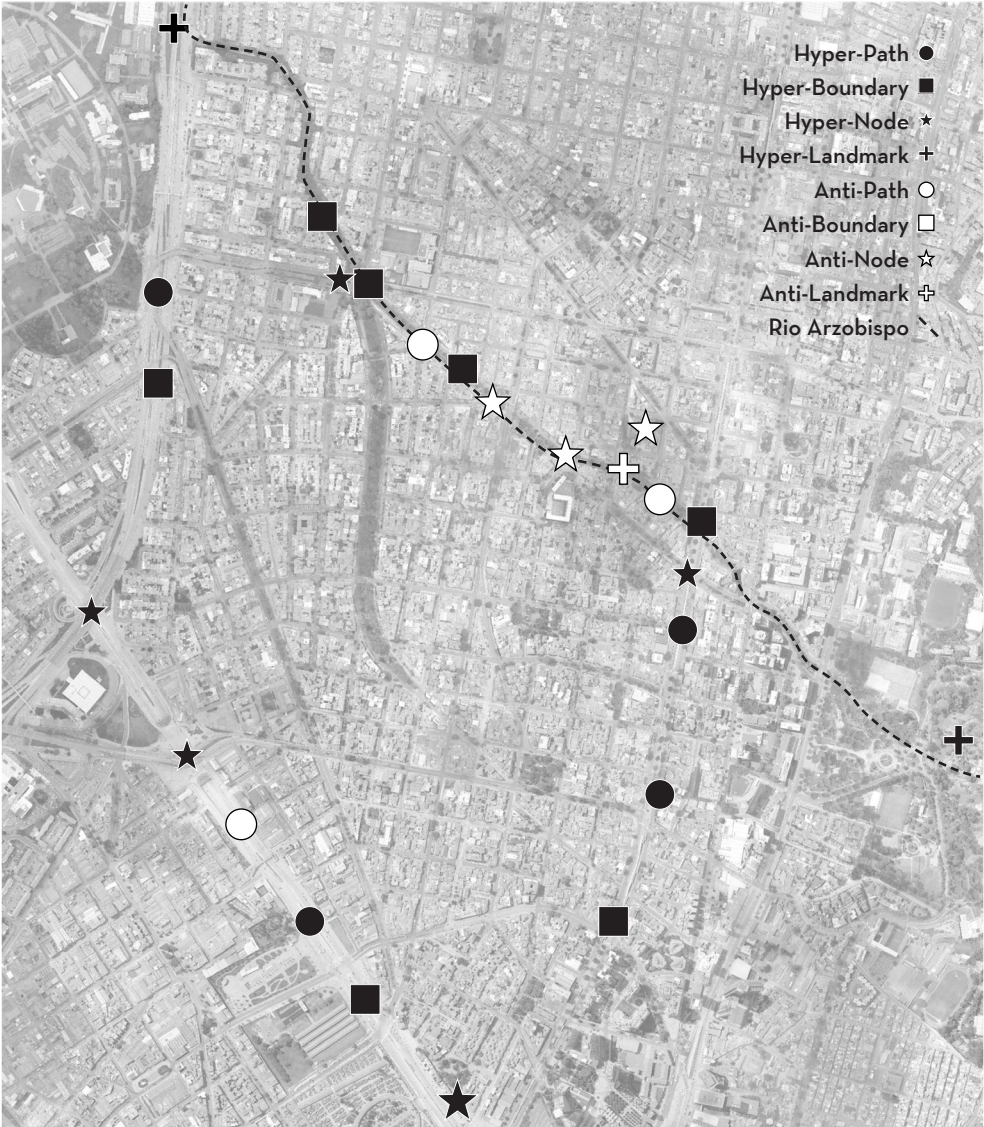 Hyper-Path
Hyper-Boundary
Hyper-Node
Hyper-Landmark
Anti-Path
Anti-Boundary
Anti-Node
Anti-Landmark
Rio Arzobispo